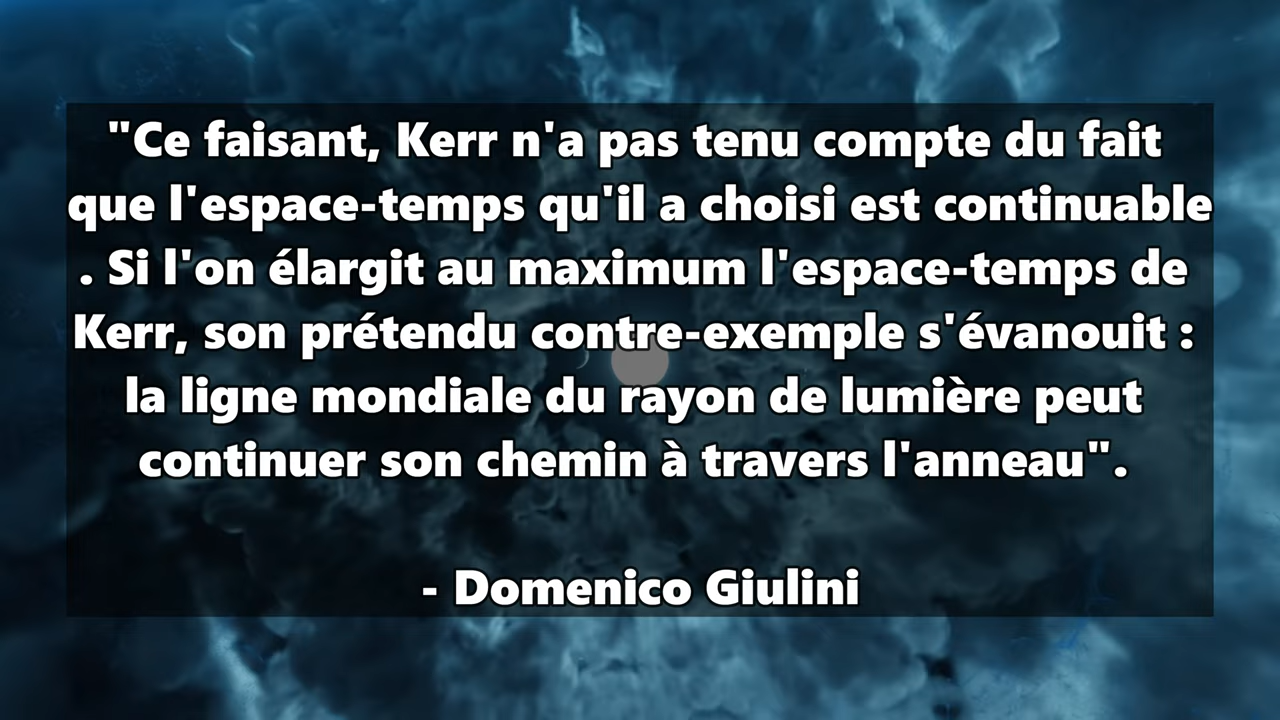 "Ce faisant, Kerr n'a pas tenu compte du fait
que l'espace-temps qu'il a choisi est continuable
. Si l'on élargit au maximum l'espace-temps de
Kerr, son prétendu contre-exemple s'évanouit :
la ligne mondiale du rayon de lumière peut
continuer son chemin à travers l'anneau".
- Domenico Giulini